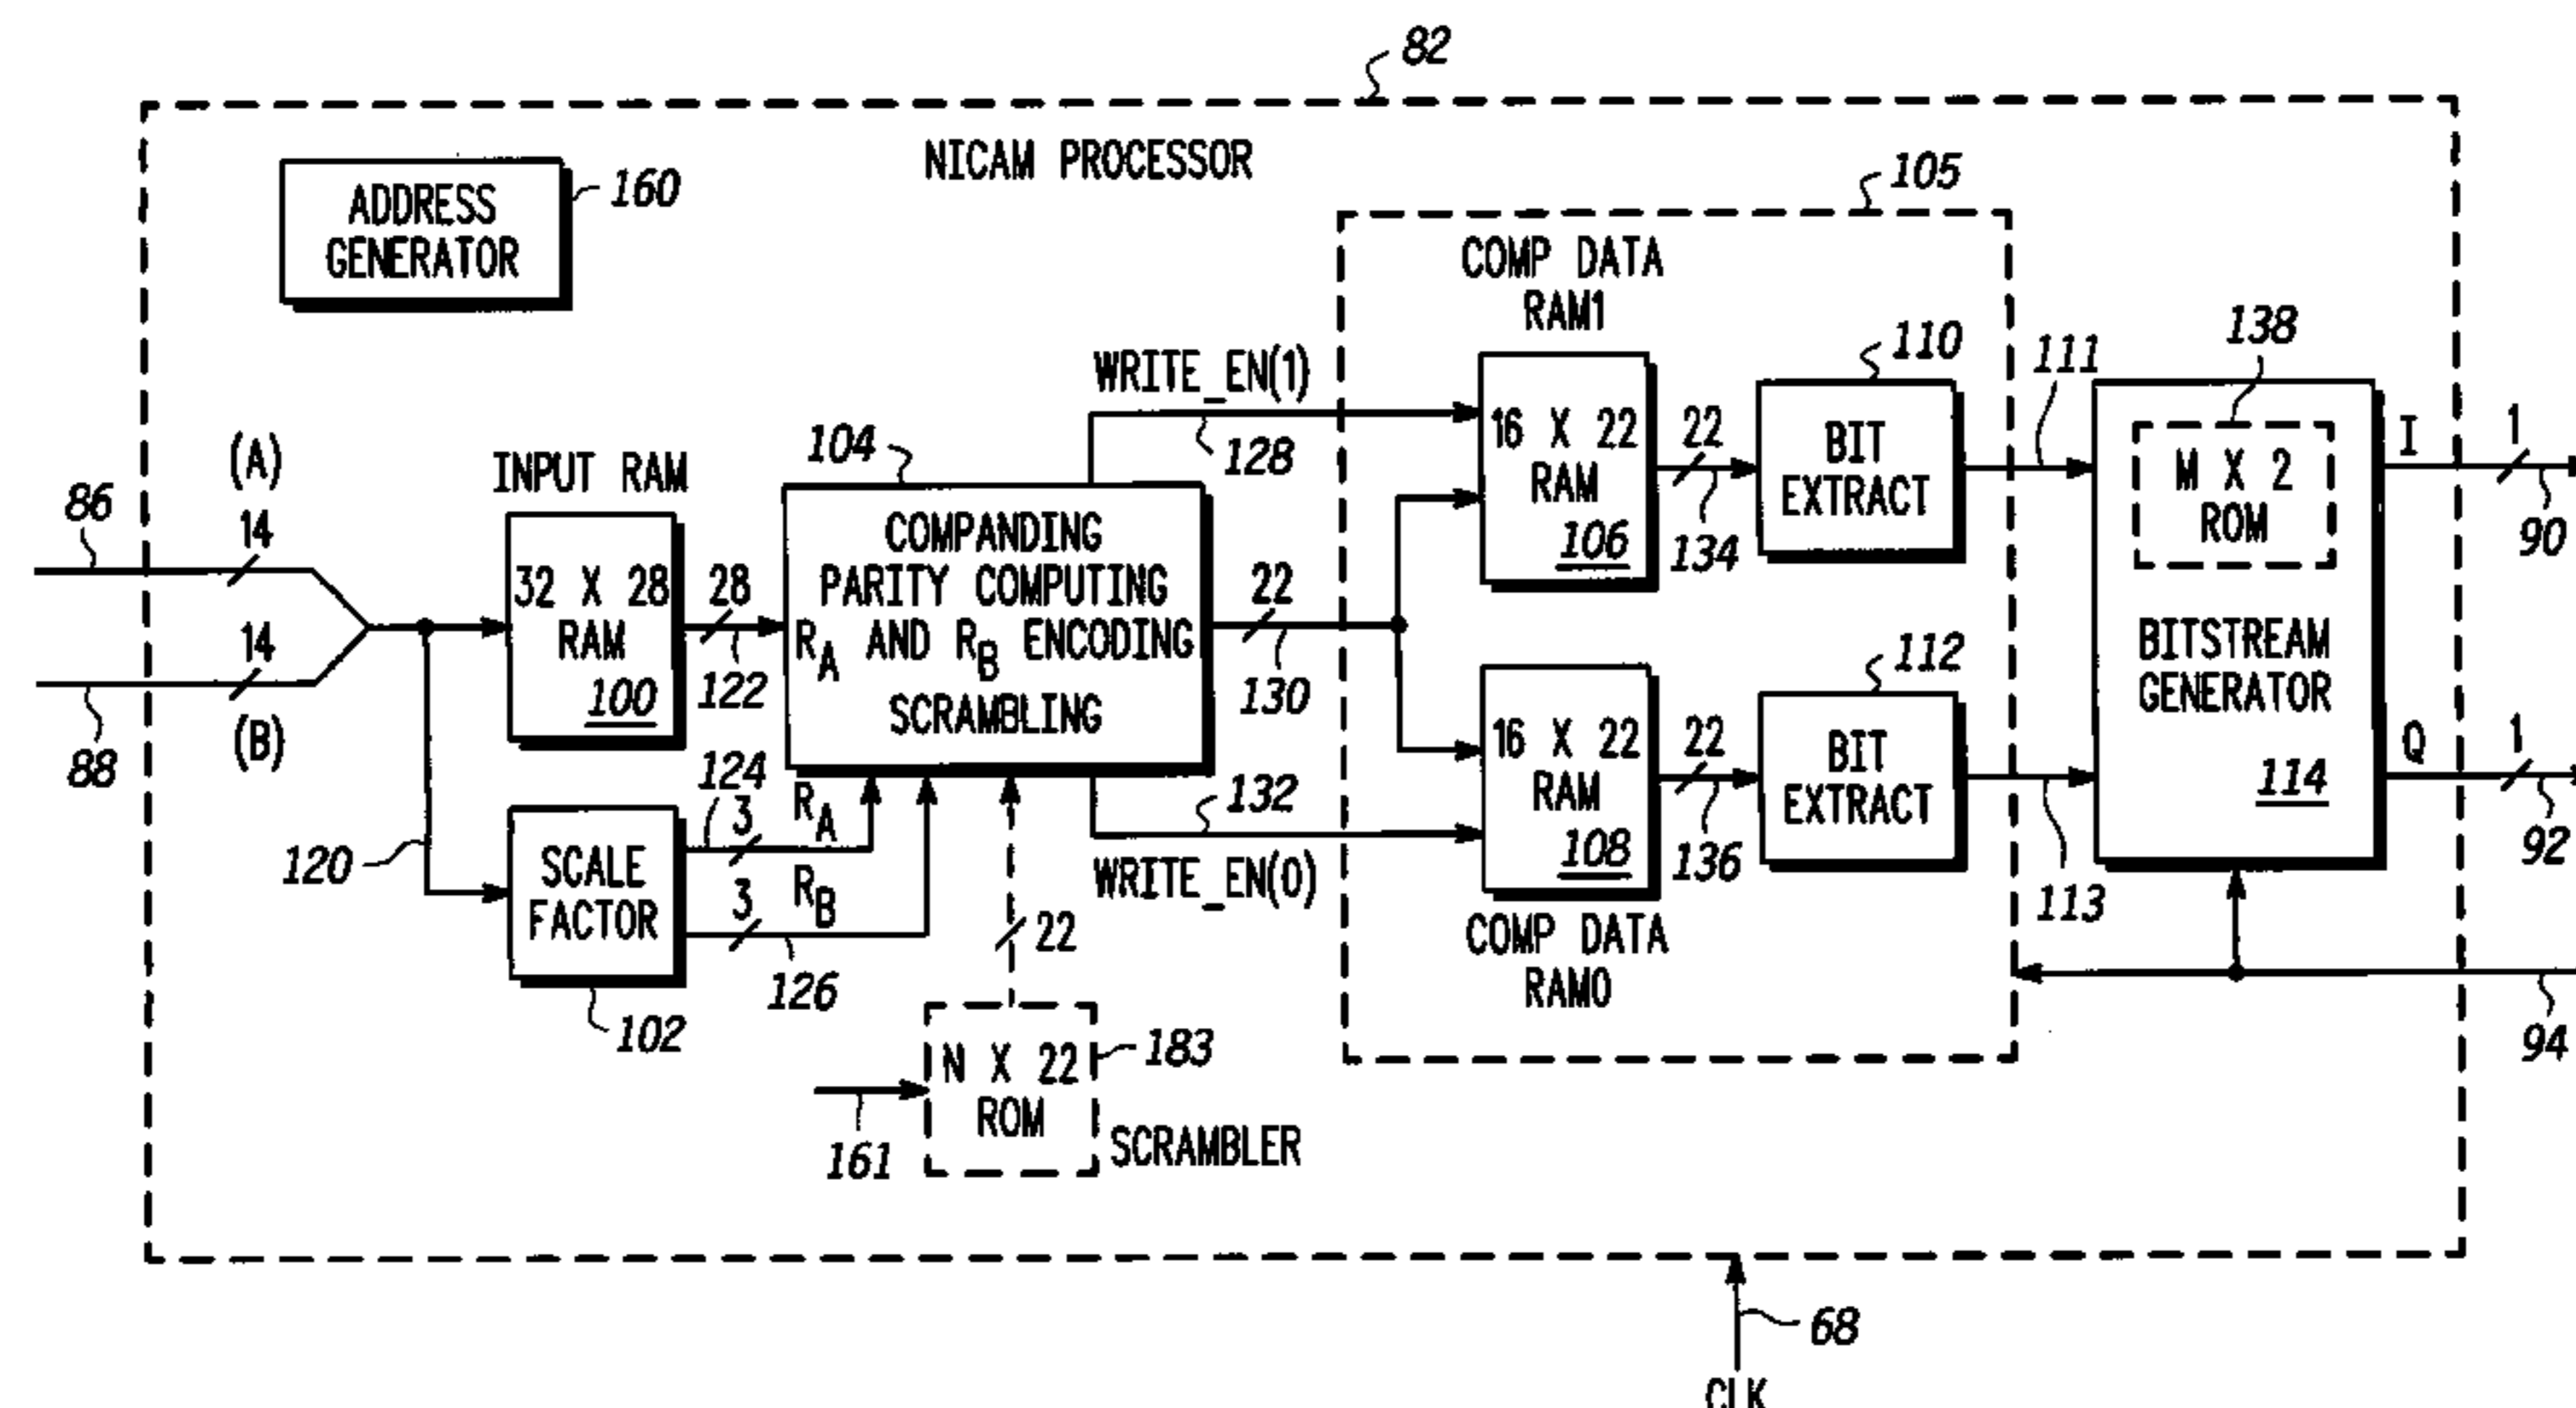 82
NICAM PROCESSOR
ADDRESS
GENERATOR
160
105
COMP DATA
RAM1
138
110
111
WRITE_EN(1)
128
16 X 22
RAM
106
22
134
BIT
EXTRACT
M X 2
ROM
I
1
90
(A)
86
14
INPUT RAM
104
32 X 28
RAM
100
28
122
COMPANDING
PARITY COMPUTING
RA AND RB ENCODING
SCRAMBLING
22
130
14
88
(B)
112
BITSTREAM
GENERATOR
114
16 X 22
RAM
108
22
136
BIT
EXTRACT
Q
1
92
120
SCALE
FACTOR
102
124
3
RA
3
RB
126
132
WRITE_EN(0)
22
COMP DATA
RAM0
113
94
N X 22
ROM
183
161
SCRAMBLER
68
CLK